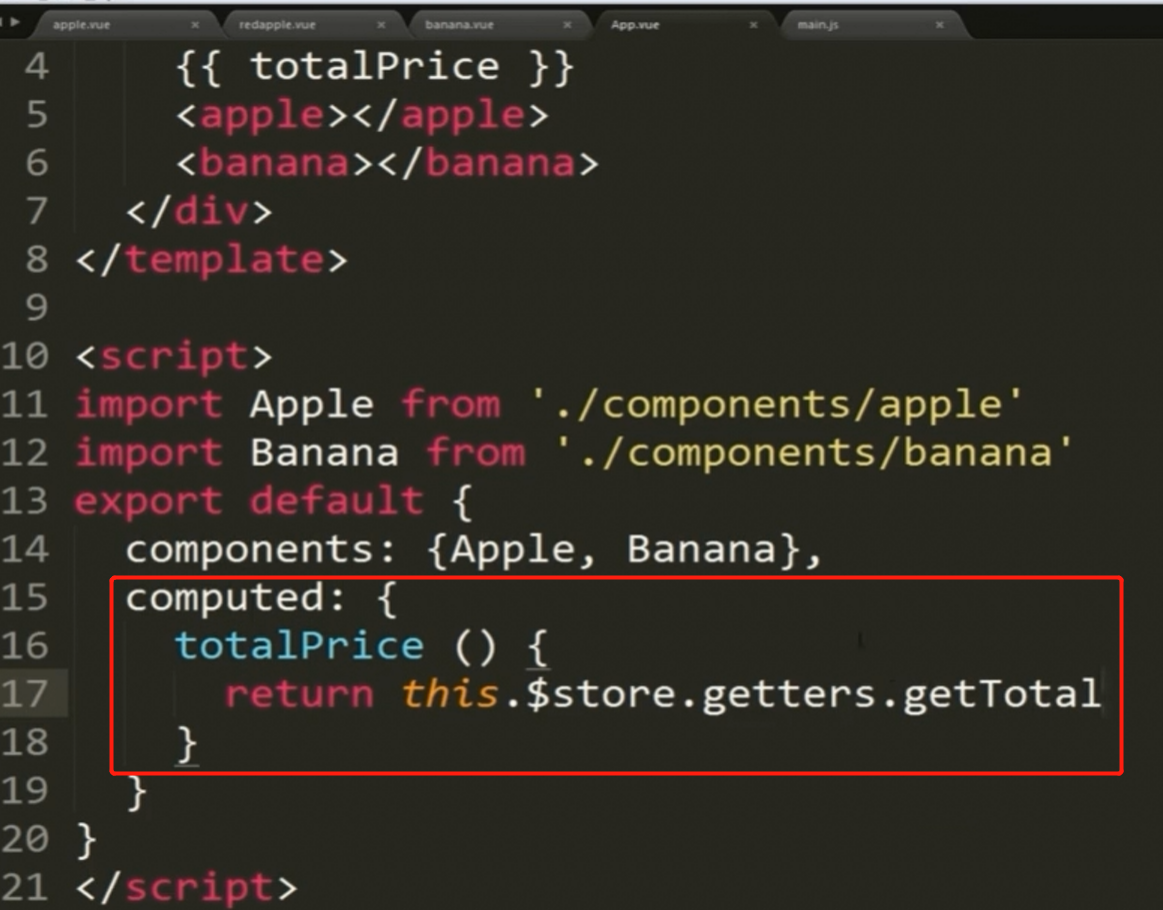 apple.vue × redapple.vue × banana.vue × App.vue × main.js ×
4 {{ totalPrice }}
5 <apple></apple>
6 <banana></banana>
7 </div>
8 </template>
9
10 <script>
11 import Apple from './components/apple'
12 import Banana from './components/banana'
13 export default {
14 components: {Apple, Banana},
15 computed: {
16 totalPrice () {
17 return this.$store.getters.getTotal
18 }
19 }
20 }
21 </script>